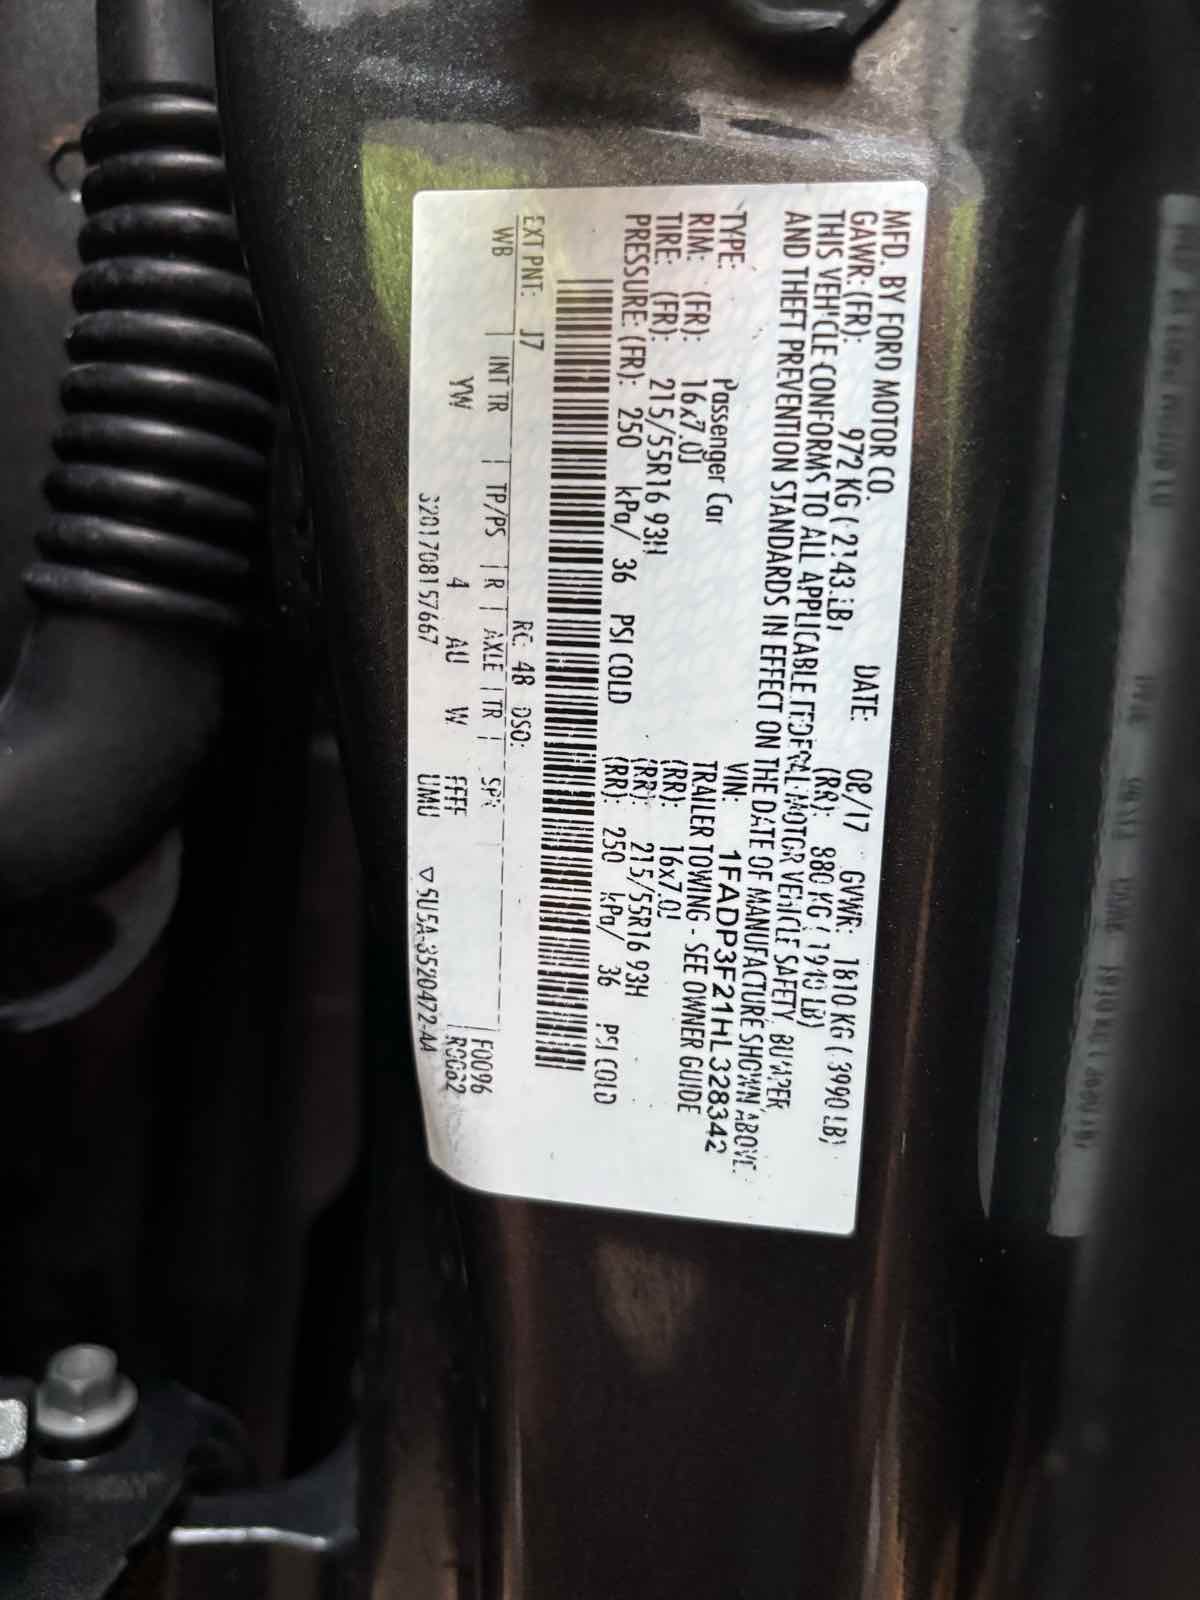 MFD. BY FORD MOTOR CO.
DATE: 08/17 GVWR: 1810 KG ( 3990 LB)
GAWR: (FR): 972 KG ( 2143 LB) (RR): 880 KG ( 1940 LB)
THIS VEHICLE CONFORMS TO ALL APPLICABLE FEDERAL MOTOR VEHICLE SAFETY, BUMPER,
AND THEFT PREVENTION STANDARDS IN EFFECT ON THE DATE OF MANUFACTURE SHOWN ABOVE.
VIN: 1FADP3F21HL328342
TYPE: Passenger Car TRAILER TOWING - SEE OWNER GUIDE
RIM: (FR): 16x7.0J (RR): 16x7.0J
TIRE: (FR): 215/55R16 93H (RR): 215/55R16 93H
PRESSURE: (FR): 250 kPa/ 36 PSI COLD (RR): 250 kPa/ 36 PSI COLD
EXT PNT: J7 RC: 48 DSO: F0096
WB | INT TR | TP/PS | R | AXLE | TR | SPR
YW 4 AU W FFFF
3201708157667 UMU ▽5U5A-3520472-AA